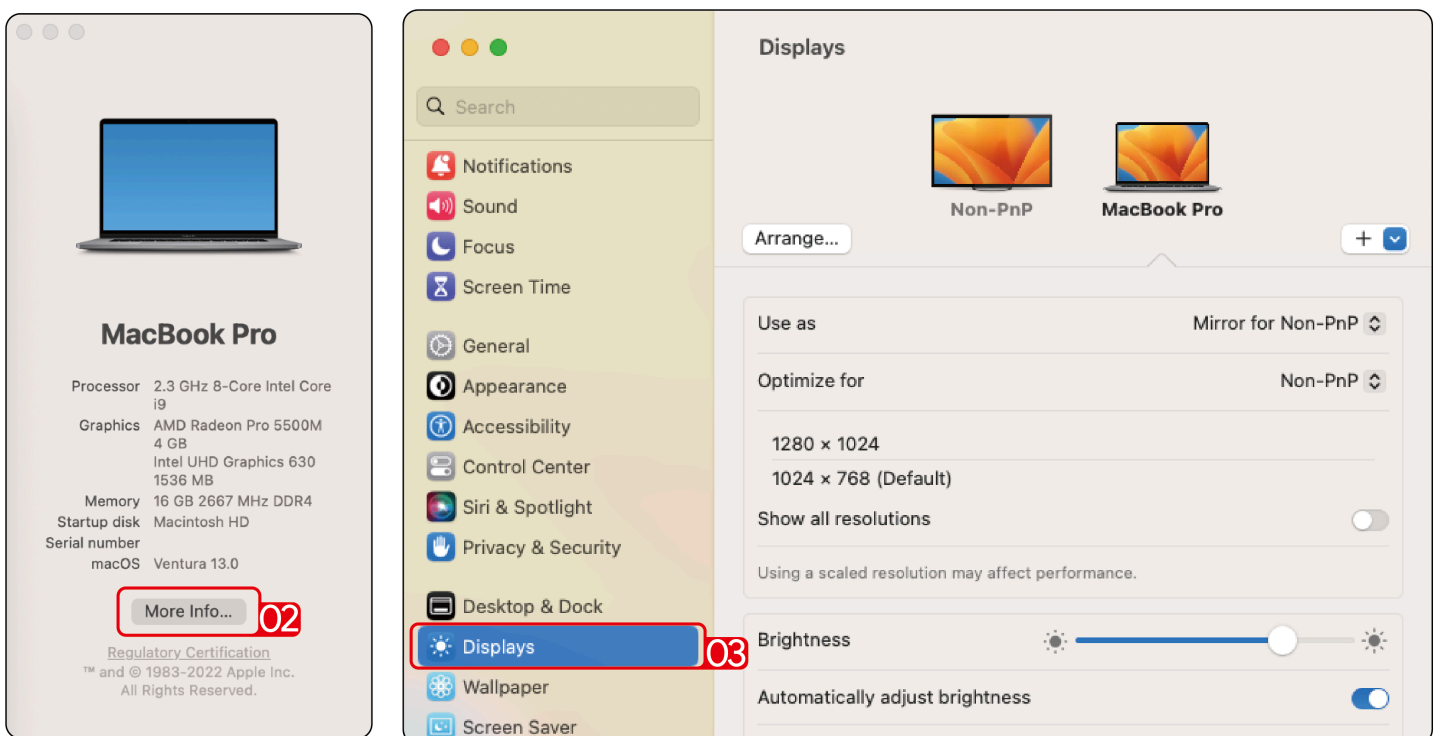 MacBook Pro
Processor 2.3 GHz 8-Core Intel Core
i9
Graphics AMD Radeon Pro 5500M
4 GB
Intel UHD Graphics 630
1536 MB
Memory 16 GB 2667 MHz DDR4
Startup disk Macintosh HD
Serial number
macOS Ventura 13.0
More Info...
02
Regulatory Certification
™ and © 1983-2022 Apple Inc.
All Rights Reserved.
Search
Notifications
Sound
Focus
Screen Time
General
Appearance
Accessibility
Control Center
Siri & Spotlight
Privacy & Security
Desktop & Dock
Displays
03
Wallpaper
Screen Saver
Displays
Non-PnP
MacBook Pro
Arrange...
+
Use as Mirror for Non-PnP
Optimize for Non-PnP
1280 × 1024
1024 × 768 (Default)
Show all resolutions
Using a scaled resolution may affect performance.
Brightness
Automatically adjust brightness